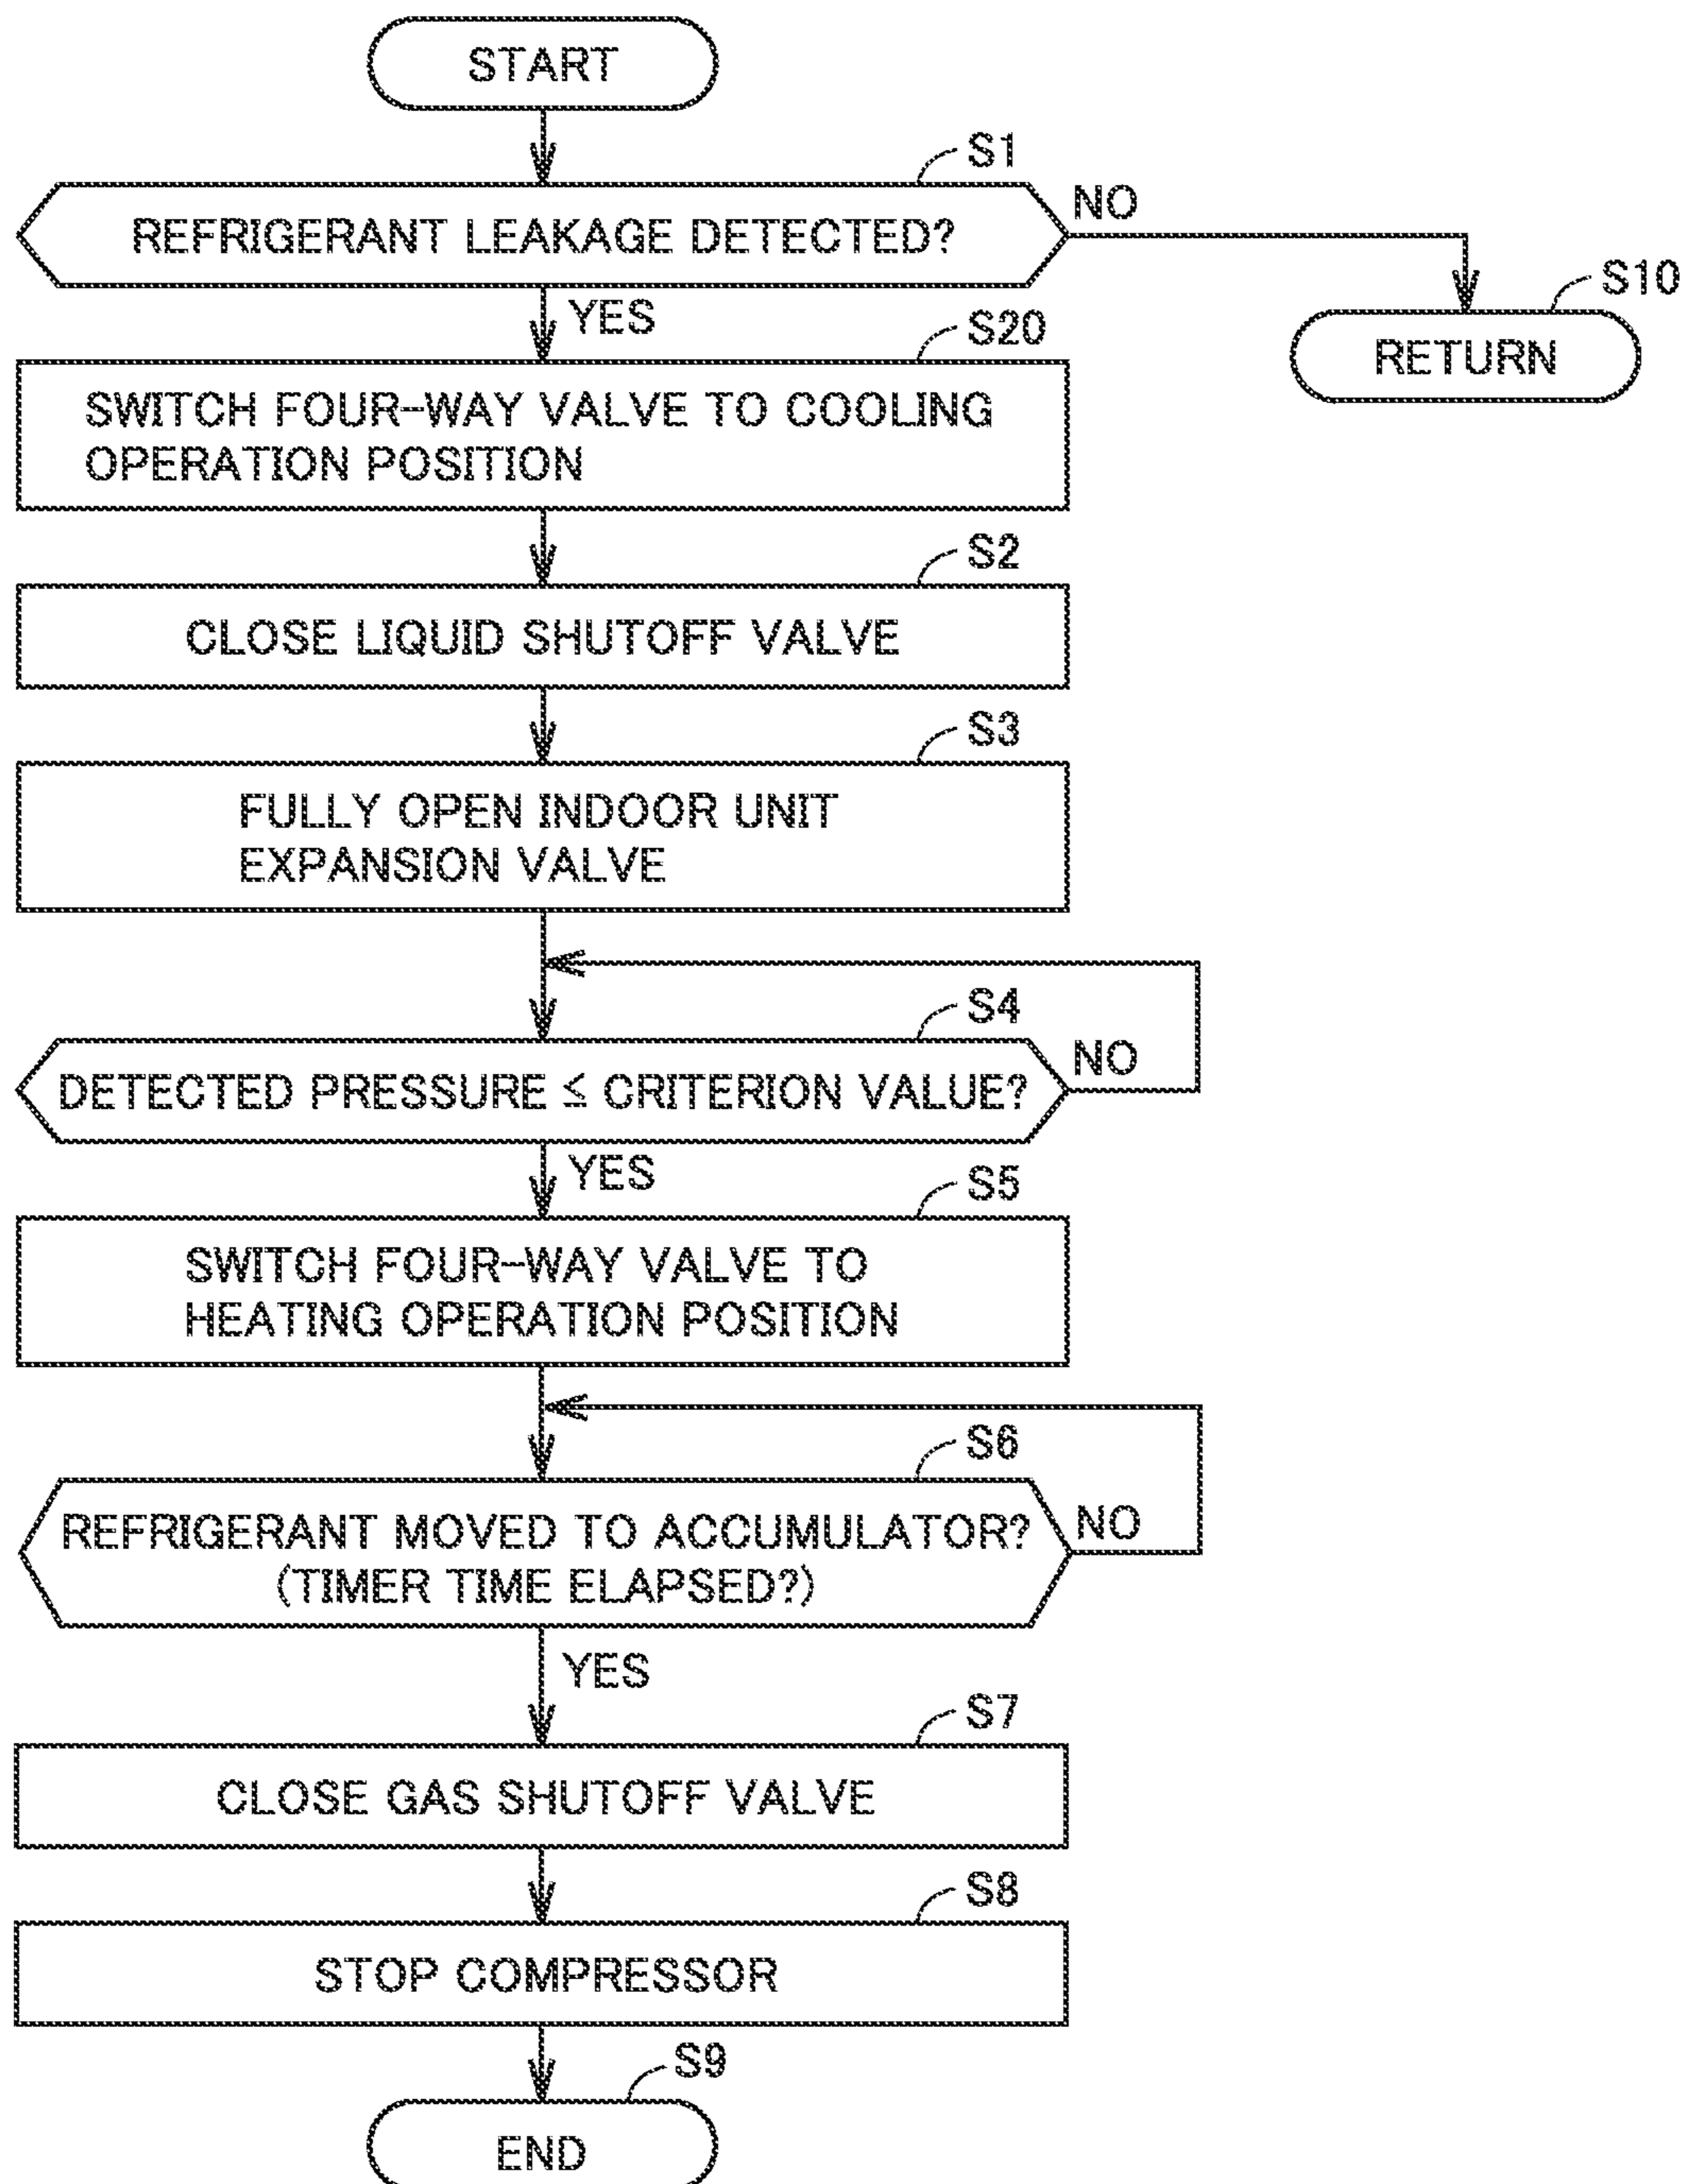 START
S1
REFRIGERANT LEAKAGE DETECTED?
NO
S10
RETURN
YES
S20
SWITCH FOUR-WAY VALVE TO COOLING
OPERATION POSITION
S2
CLOSE LIQUID SHUTOFF VALVE
S3
FULLY OPEN INDOOR UNIT
EXPANSION VALVE
S4
DETECTED PRESSURE ≤ CRITERION VALUE?
NO
YES
S5
SWITCH FOUR-WAY VALVE TO
HEATING OPERATION POSITION
S6
REFRIGERANT MOVED TO ACCUMULATOR?
(TIMER TIME ELAPSED?)
NO
YES
S7
CLOSE GAS SHUTOFF VALVE
S8
STOP COMPRESSOR
S9
END